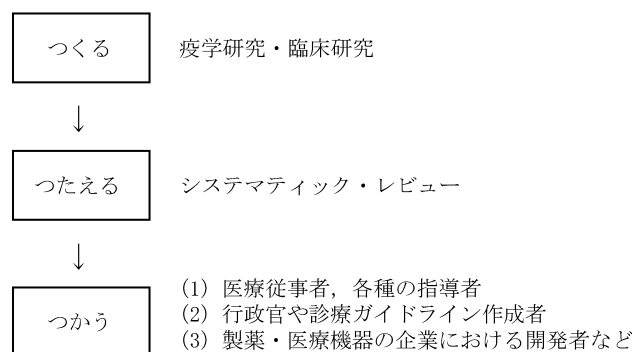 つくる
疫学研究・臨床研究
↓
つたえる
システマティック・レビュー
↓
つかう
(1) 医療従事者，各種の指導者
(2) 行政官や診療ガイドライン作成者
(3) 製薬・医療機器の企業における開発者など